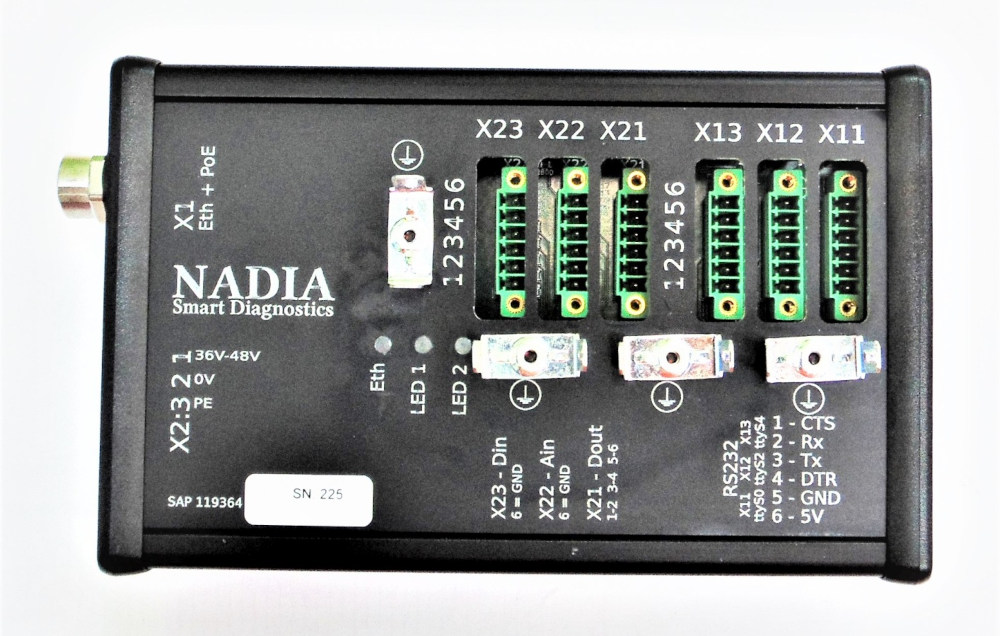 X23 X22 X21 X13 X12 X11
X1
Eth + PoE
123456
123456
NADIA
Smart Diagnostics
X2:3 2 1
36V-48V
0V
PE
Eth
LED 1
LED 2
X23 - Din
6 = GND
X22 - Ain
6 = GND
X21 - Dout
1-2 3-4 5-6
RS232
X11 X12 X13
ttyS0 ttyS2 ttyS4
1 - CTS
2 - Rx
3 - Tx
4 - DTR
5 - GND
6 - 5V
SAP 119364
SN 225